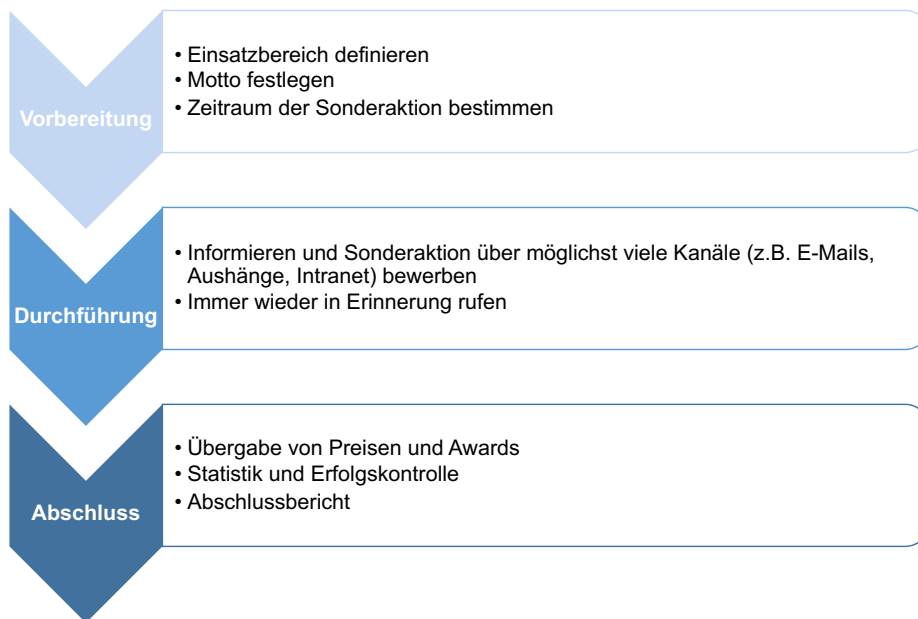 Vorbereitung
• Einsatzbereich definieren
• Motto festlegen
• Zeitraum der Sonderaktion bestimmen
Durchführung
• Informieren und Sonderaktion über möglichst viele Kanäle (z.B. E-Mails,
Aushänge, Intranet) bewerben
• Immer wieder in Erinnerung rufen
Abschluss
• Übergabe von Preisen und Awards
• Statistik und Erfolgskontrolle
• Abschlussbericht